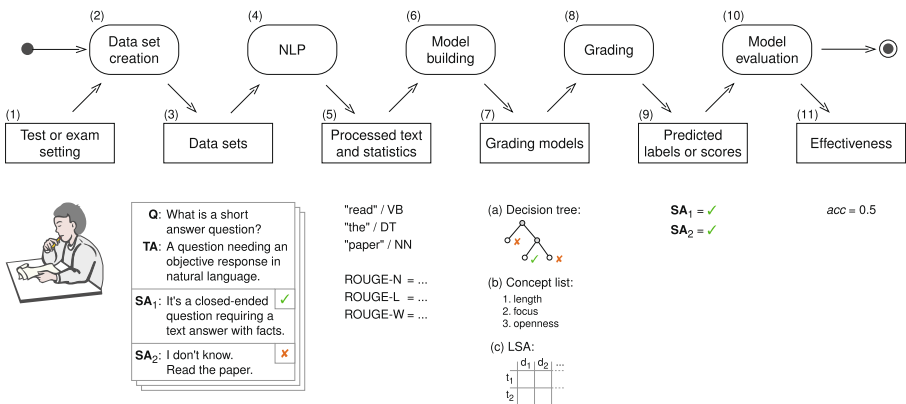 (2)
Data set
creation
(4)
NLP
(6)
Model
building
(8)
Grading
(10)
Model
evaluation
(1)
Test or exam
setting
(3)
Data sets
(5)
Processed text
and statistics
(7)
Grading models
(9)
Predicted
labels or scores
(11)
Effectiveness
Q: What is a short
answer question?
TA: A question needing an
objective response in
natural language.
SA1: It's a closed-ended ✓
question requiring a
text answer with facts.
SA2: I don't know. ✘
Read the paper.
"read" / VB
"the" / DT
"paper" / NN
ROUGE-N = ...
ROUGE-L = ...
ROUGE-W = ...
(a) Decision tree:
✘
✓ ✘
(b) Concept list:
1. length
2. focus
3. openness
(c) LSA:
d1 d2 ...
t1
t2
SA1 = ✓
SA2 = ✓
acc = 0.5